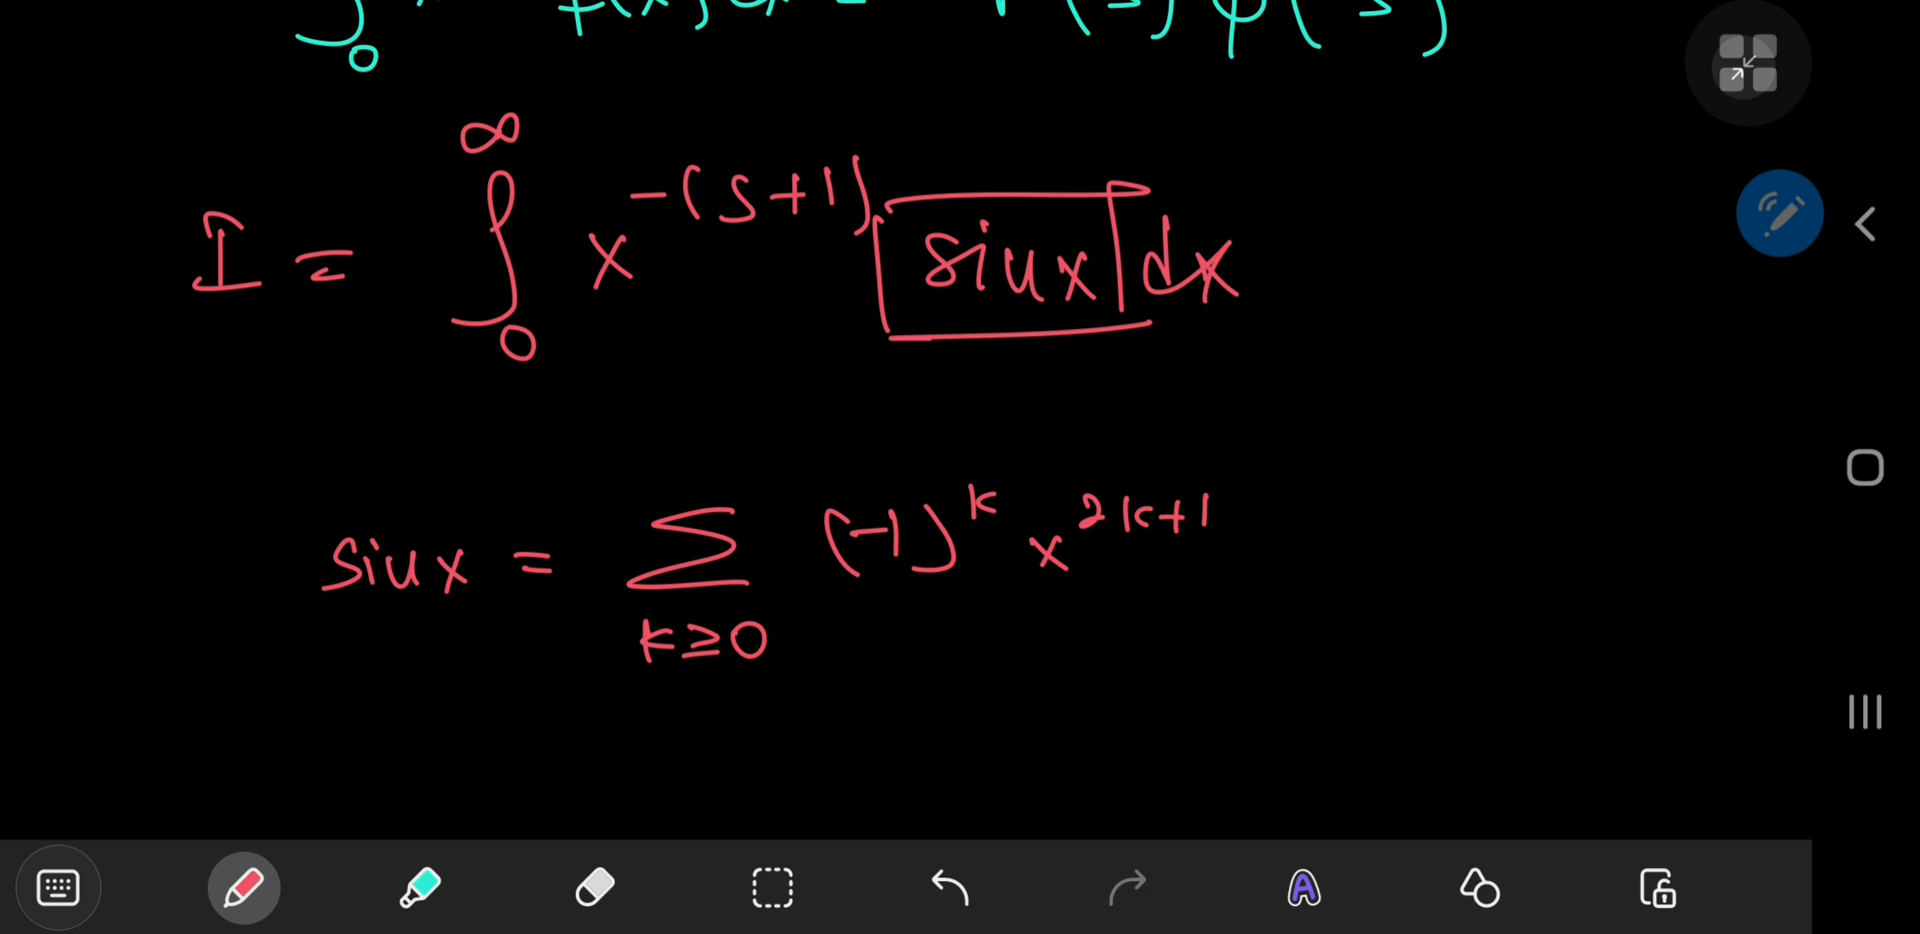 I = ∫₀^∞ x^{-(s+1)} sin x dx
sin x = ∑_{k≥0} (-1)^k x^{2k+1}